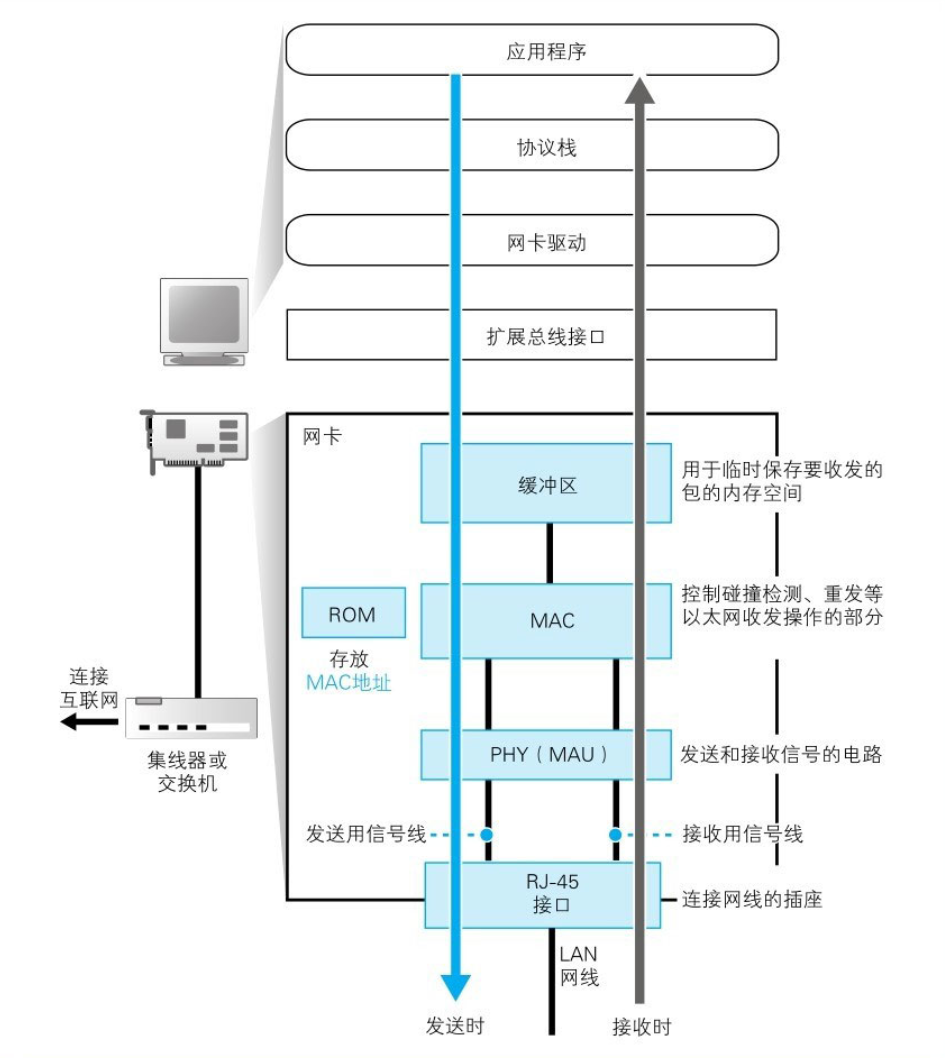 应用程序
协议栈
网卡驱动
扩展总线接口
网卡
缓冲区
用于临时保存要收发的
包的内存空间
ROM
存放
MAC地址
MAC
控制碰撞检测、重发等
以太网收发操作的部分
连接
互联网
集线器或
交换机
PHY（MAU）
发送和接收信号的电路
发送用信号线
接收用信号线
RJ-45
接口
连接网线的插座
LAN
网线
发送时
接收时